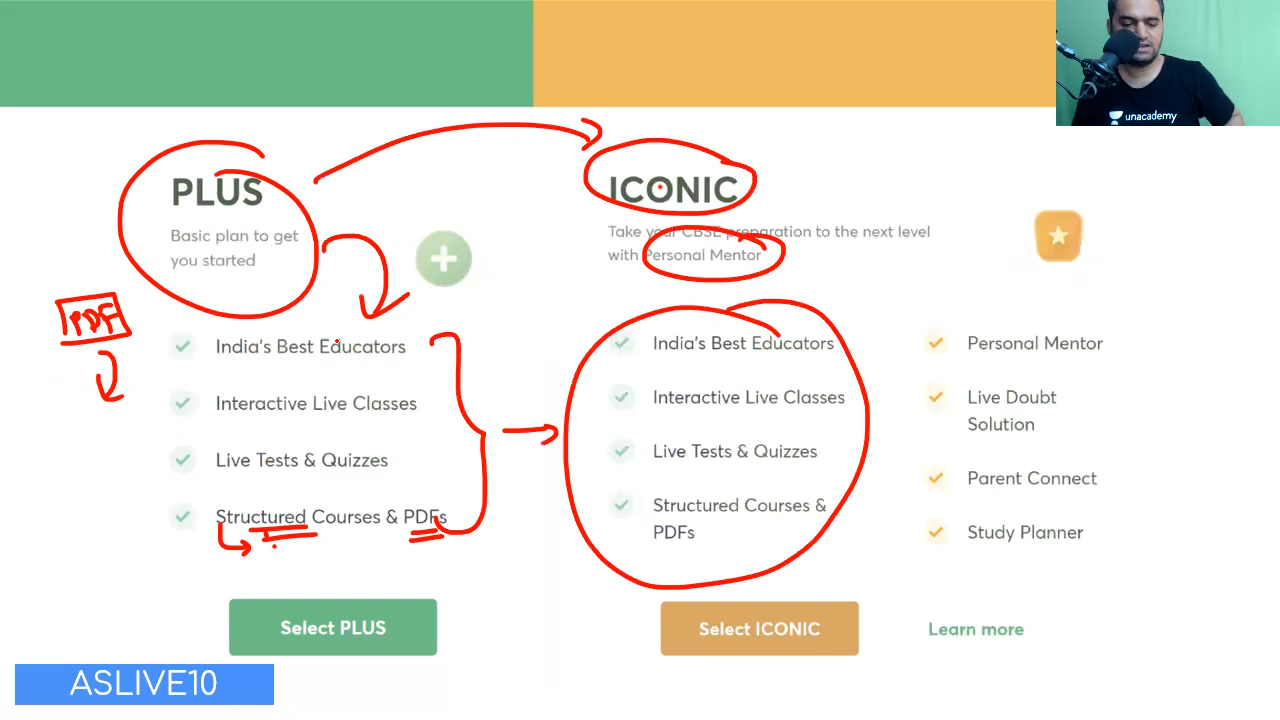 unacademy
PLUS
Basic plan to get
you started
PDF
India's Best Educators
Interactive Live Classes
Live Tests & Quizzes
Structured Courses & PDFs
Select PLUS
ICONIC
Take your CBSE preparation to the next level
with Personal Mentor
India's Best Educators
Interactive Live Classes
Live Tests & Quizzes
Structured Courses &
PDFs
Personal Mentor
Live Doubt
Solution
Parent Connect
Study Planner
Select ICONIC
Learn more
ASLIVE10